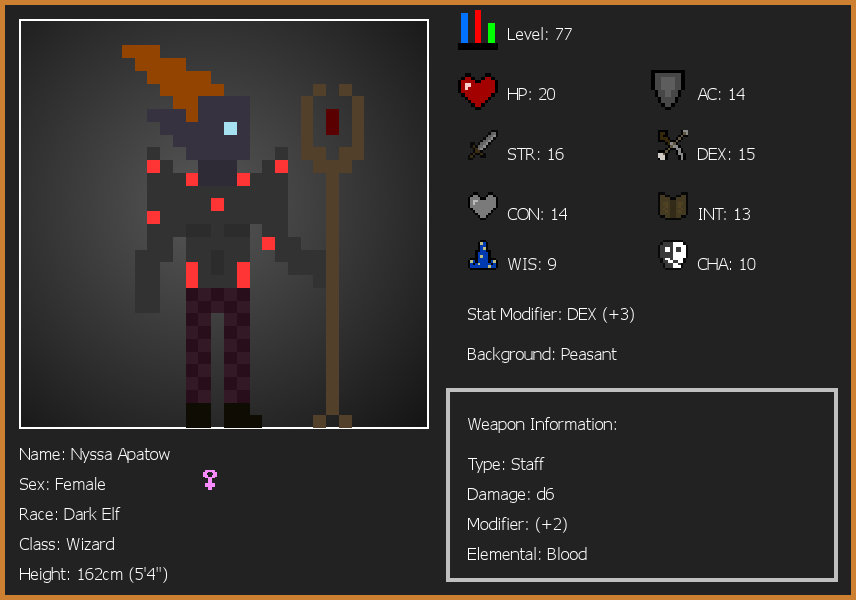 Level: 77
HP: 20
AC: 14
STR: 16
DEX: 15
CON: 14
INT: 13
WIS: 9
CHA: 10
Stat Modifier: DEX (+3)
Background: Peasant
Weapon Information:
Type: Staff
Damage: d6
Modifier: (+2)
Elemental: Blood
Name: Nyssa Apatow
Sex: Female
Race: Dark Elf
Class: Wizard
Height: 162cm (5'4")